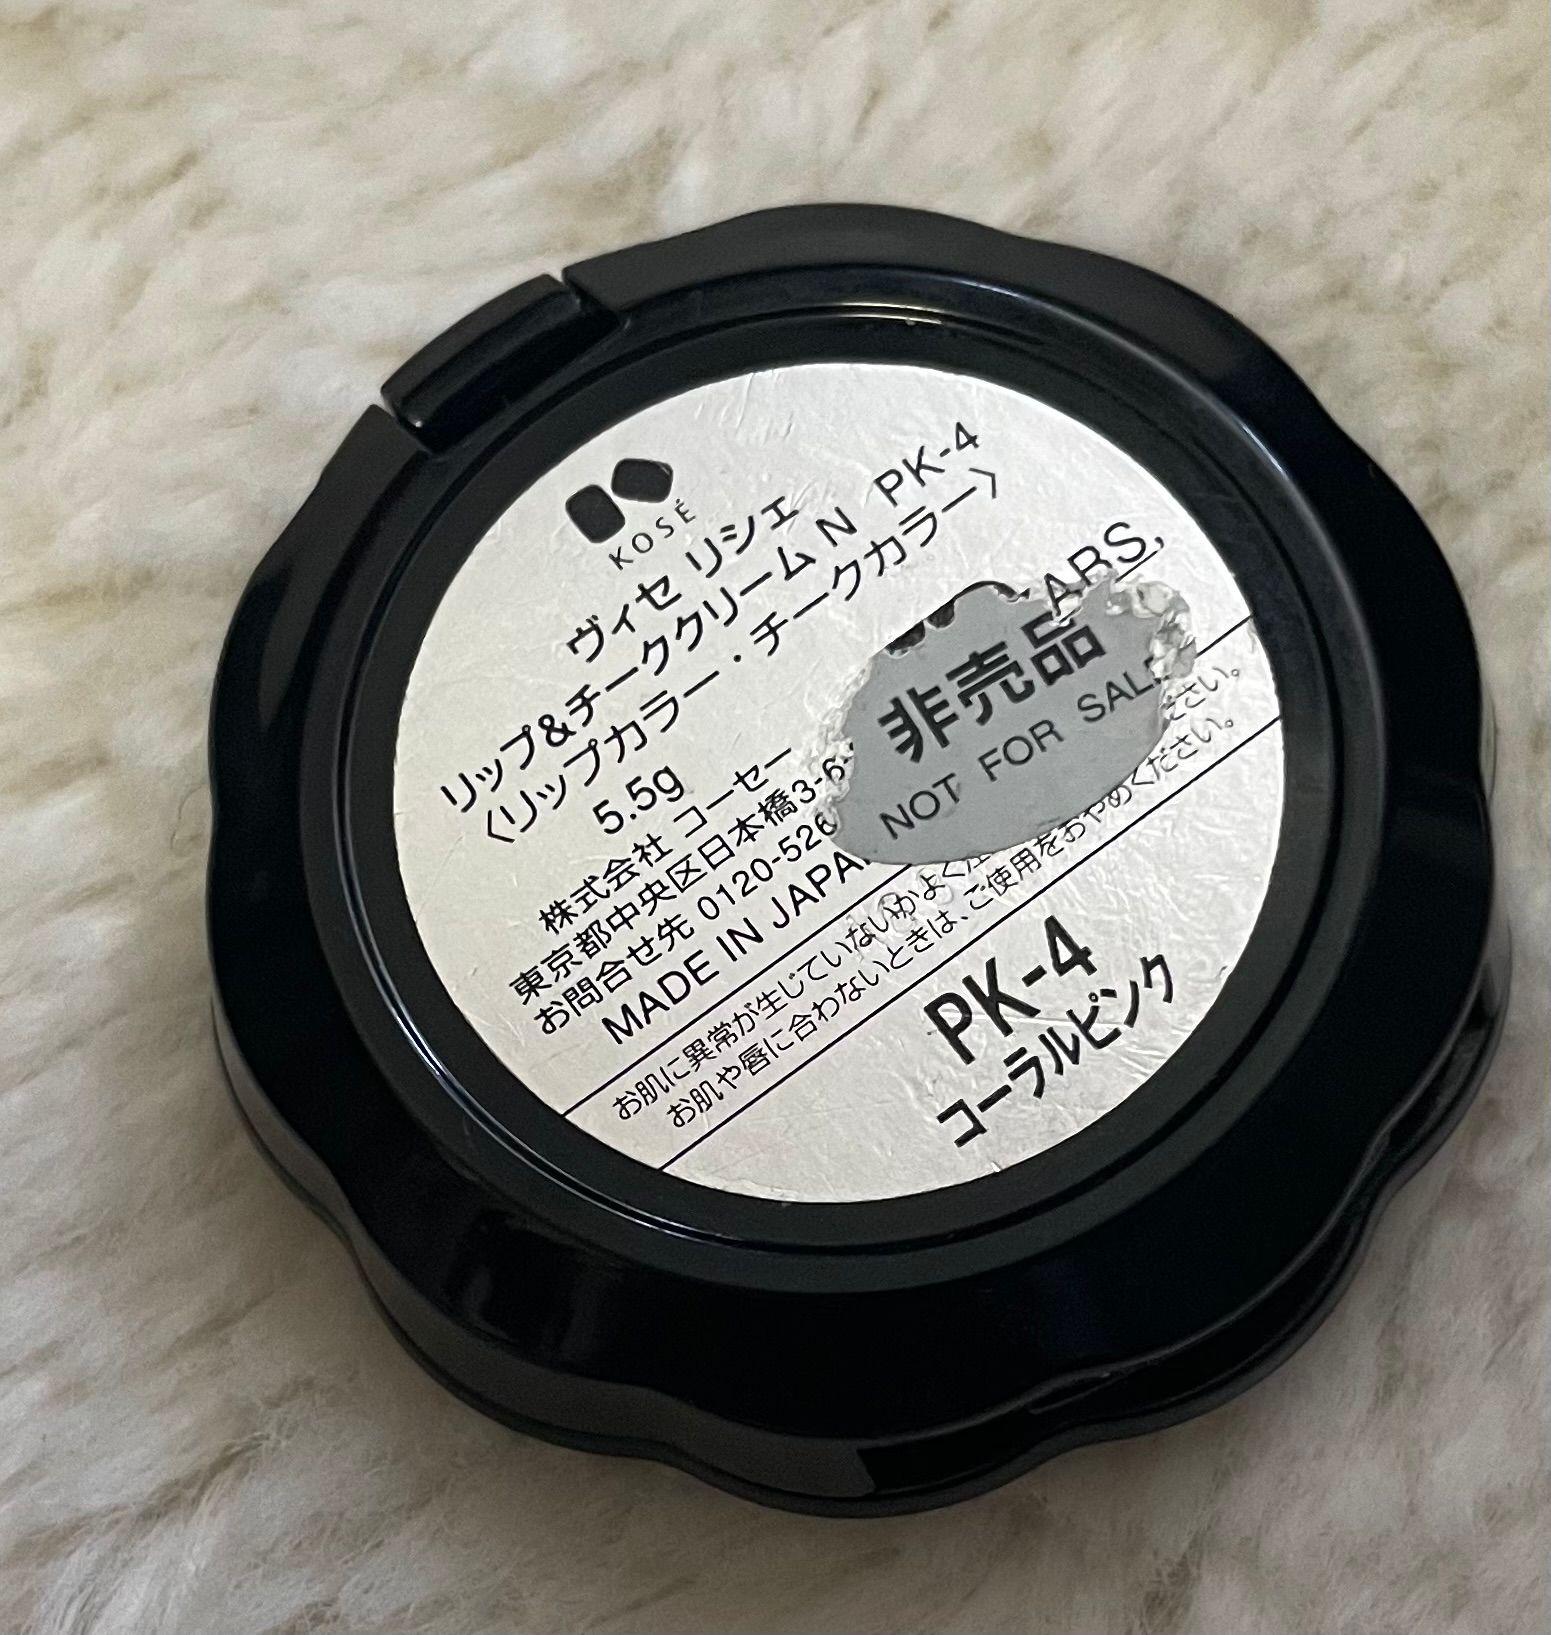 KOSÉ
ヴィセ リシェ
リップ&チーククリーム N PK-4
〈リップカラー・チークカラー〉
5.5g
株式会社 コーセー
東京都中央区日本橋3-6-
お問合せ先 0120-526
MADE IN JAPAN
ARS,
非売品
NOT FOR SALE
お肌に異常が生じていないかよく注
ださい。
お肌や唇に合わないときは、ご使用をおやめください。
PK-4
コーラルピンク